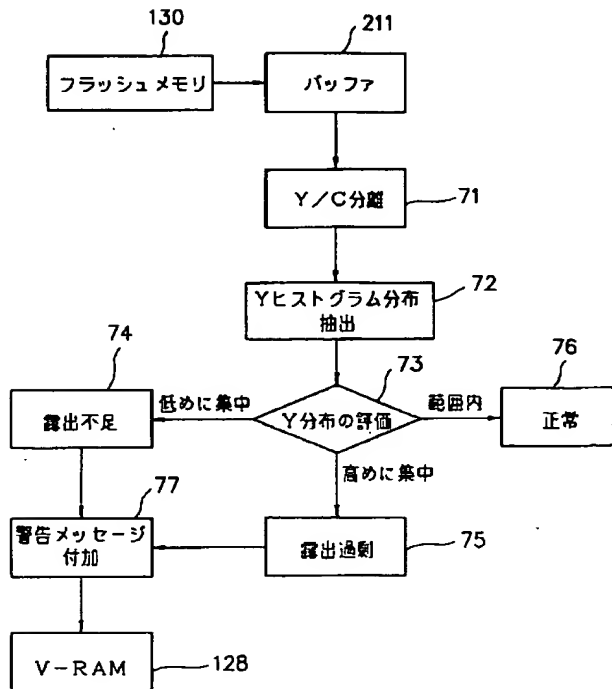 130
211
フラッシュメモリ
バッファ
Y/C分離
71
Yヒストグラム分布
抽出
72
74
73
76
低めに集中
Y分布の評価
範囲内
正常
露出不足
高めに集中
77
警告メッセージ
付加
露出過剰
75
V-RAM
128